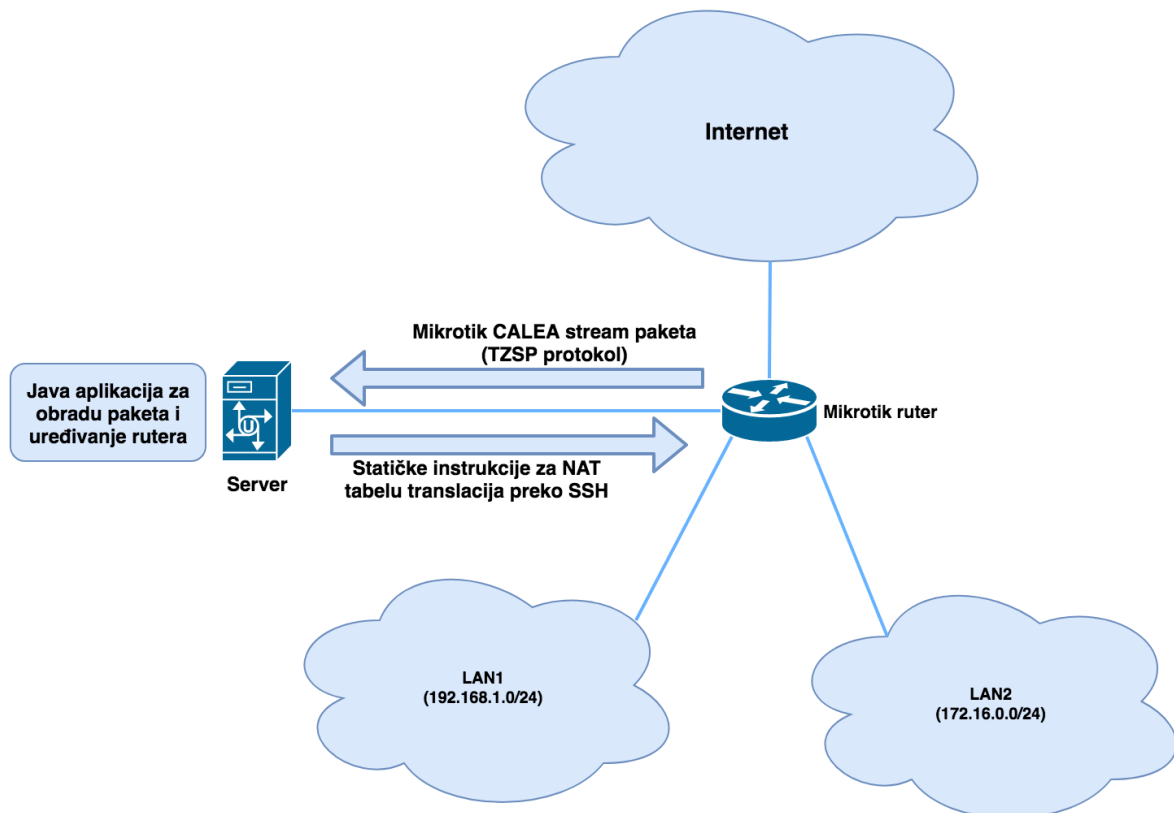 Internet
Mikrotik CALEA stream paketa
(TZSP protokol)
Java aplikacija za
obradu paketa i
uređivanje rutera
U
Mikrotik ruter
Server
Statičke instrukcije za NAT
tabelu translacija preko SSH
LAN1
(192.168.1.0/24)
LAN2
(172.16.0.0/24)